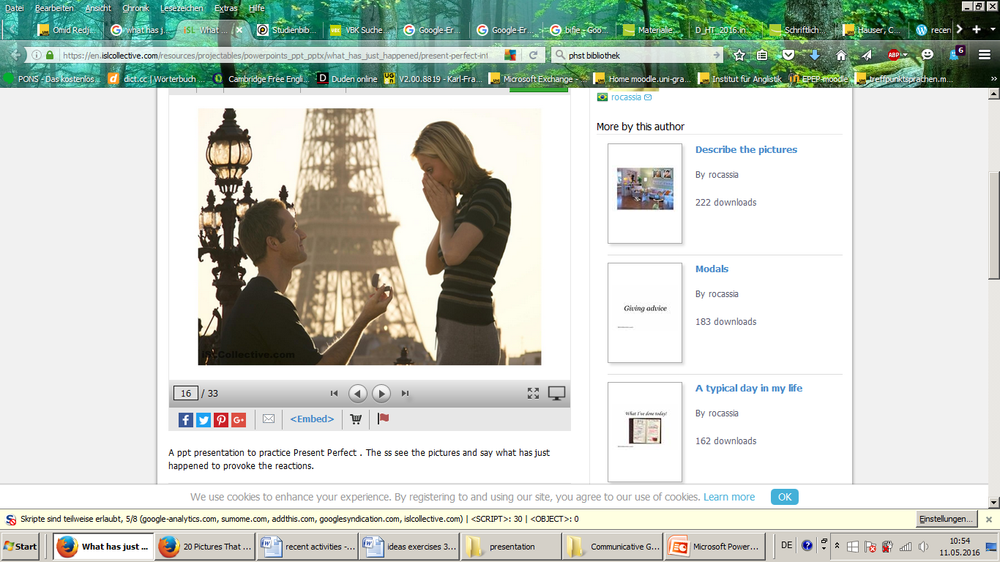 Datei Bearbeiten Ansicht Chronik Lesezeichen Extras Hilfe
Omid Redj... "what has j... iSL What ... Studienbib... VBK VBK Suche... Google-Er... Google-Er... bifie - Goo... Materialie... D_HT_2016.in... Schriftlich... Hauser, C... recen
https://en.islcollective.com/resources/projectables/powerpoints_ppt_pptx/what_has_just_happened/present-perfect-int
phst bibliothek
ABP
6
PONS - Das kostenlos... dict.cc | Wörterbuch ... Cambridge Free Engli... Duden online V2.00.8819 - Karl-Fra... Microsoft Exchange - ... Home moodle.uni-gra... Institut für Anglistik EPEP-moodle treffpunktsprachen.m...
rocassia
More by this author
Describe the pictures
By rocassia
222 downloads
Modals
By rocassia
183 downloads
Giving advice
A typical day in my life
By rocassia
162 downloads
What I've done today!
iSLCollective.com
16 / 33
<Embed>
A ppt presentation to practice Present Perfect . The ss see the pictures and say what has just
happened to provoke the reactions.
We use cookies to enhance your experience. By registering to and using our site, you agree to our use of cookies. Learn more OK
Skripte sind teilweise erlaubt, 5/8 (google-analytics.com, sumome.com, addthis.com, googlesyndication.com, islcollective.com) | <SCRIPT>: 30 | <OBJECT>: 0 Einstellungen...
Start What has just ... 20 Pictures That ... recent activities -... ideas exercises 3... presentation Communicative G... Microsoft Power... DE 10:54
11.05.2016